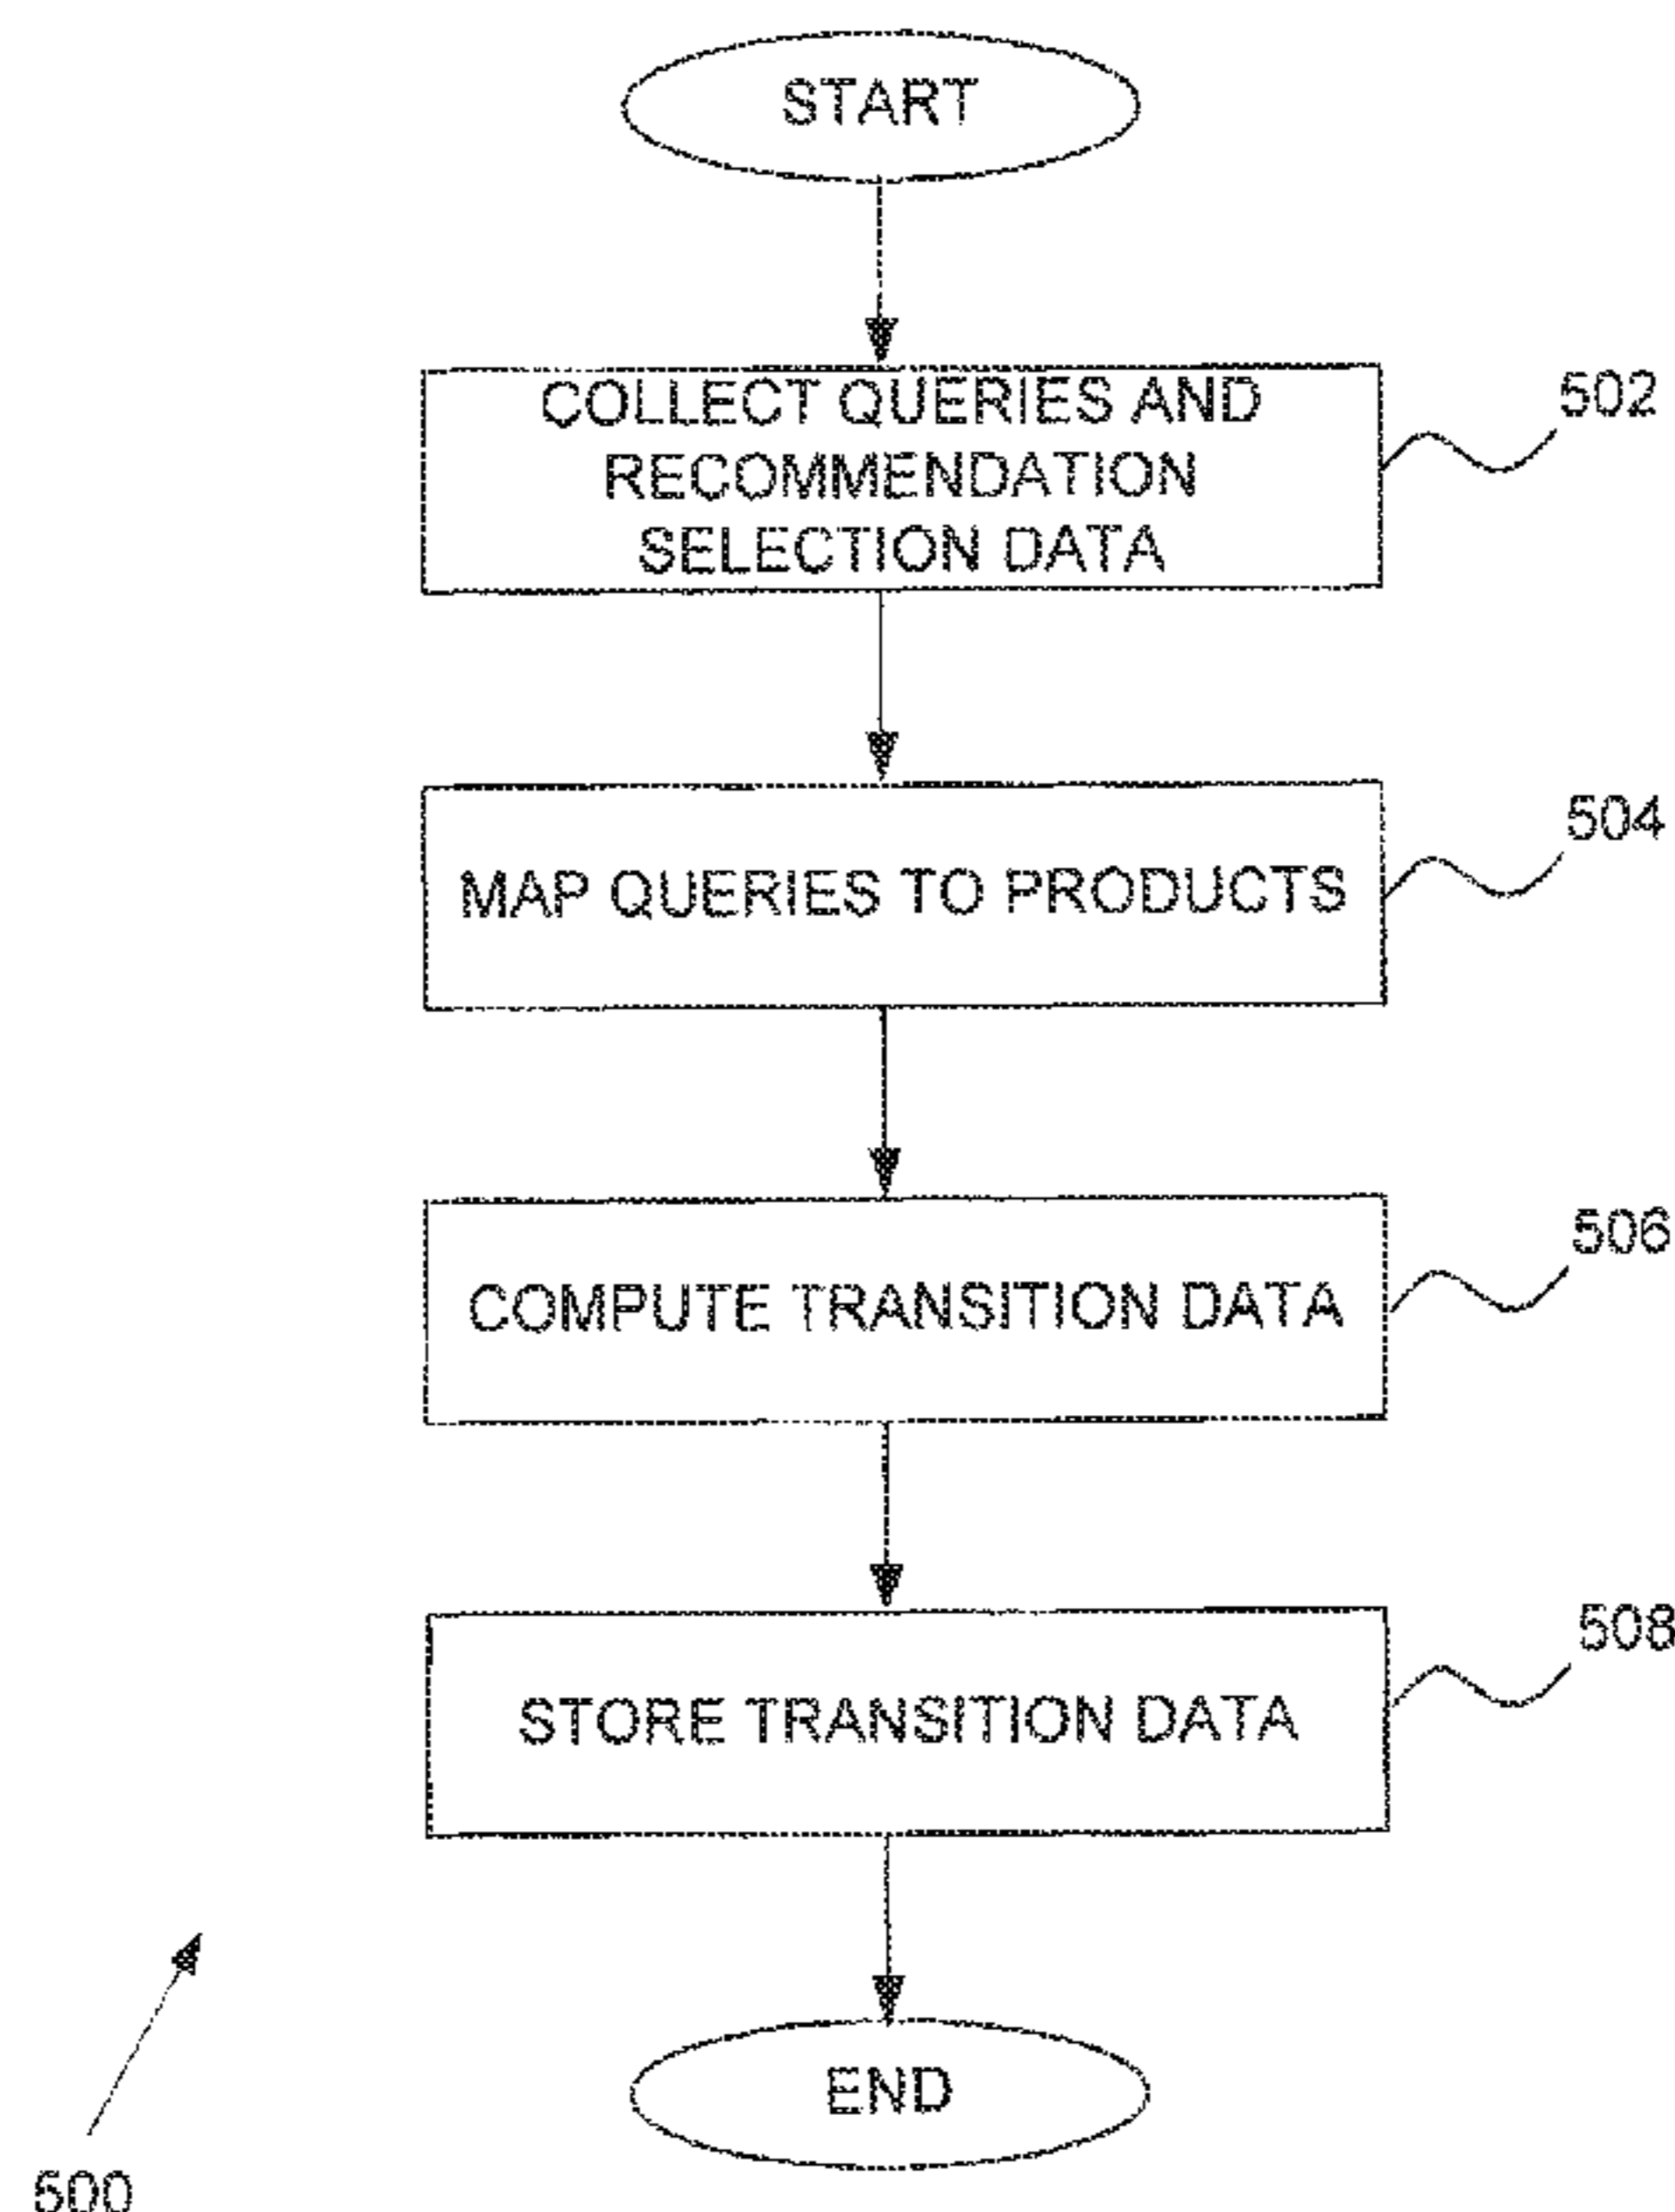 START
COLLECT QUERIES AND
RECOMMENDATION
SELECTION DATA
502
MAP QUERIES TO PRODUCTS
504
COMPUTE TRANSITION DATA
506
STORE TRANSITION DATA
508
END
500